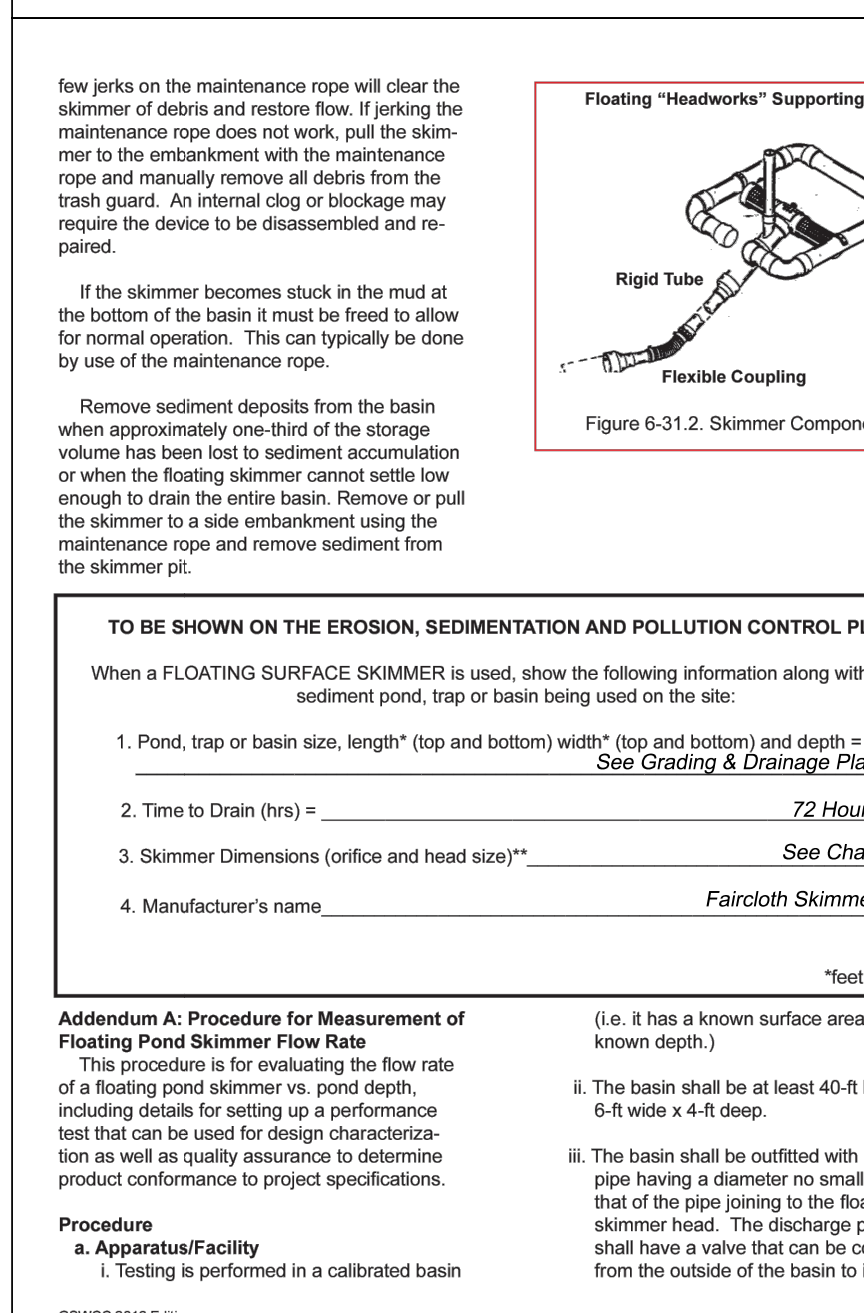 few jerks on the maintenance rope will clear the
skimmer of debris and restore flow. If jerking the
maintenance rope does not work, pull the skim-
mer to the embankment with the maintenance
rope and manually remove all debris from the
trash guard.  An internal clog or blockage may
require the device to be disassembled and re-
paired.
If the skimmer becomes stuck in the mud at
the bottom of the basin it must be freed to allow
for normal operation.  This can typically be done
by use of the maintenance rope.
Remove sediment deposits from the basin
when approximately one-third of the storage
volume has been lost to sediment accumulation
or when the floating skimmer cannot settle low
enough to drain the entire basin. Remove or pull
the skimmer to a side embankment using the
maintenance rope and remove sediment from
the skimmer pit.
Floating “Headworks” Supporting
Rigid Tube
Flexible Coupling
Figure 6-31.2. Skimmer Compone
TO BE SHOWN ON THE EROSION, SEDIMENTATION AND POLLUTION CONTROL PL
When a FLOATING SURFACE SKIMMER is used, show the following information along with
sediment pond, trap or basin being used on the site:
1. Pond, trap or basin size, length* (top and bottom) width* (top and bottom) and depth =
See Grading & Drainage Pla
2. Time to Drain (hrs) = 72 Hour
3. Skimmer Dimensions (orifice and head size)** See Cha
4. Manufacturer’s name Faircloth Skimme
*feet
Addendum A: Procedure for Measurement of
Floating Pond Skimmer Flow Rate
This procedure is for evaluating the flow rate
of a floating pond skimmer vs. pond depth,
including details for setting up a performance
test that can be used for design characteriza-
tion as well as quality assurance to determine
product conformance to project specifications.
Procedure
a. Apparatus/Facility
i. Testing is performed in a calibrated basin
(i.e. it has a known surface area
known depth.)
ii. The basin shall be at least 40-ft
6-ft wide x 4-ft deep.
iii. The basin shall be outfitted with
pipe having a diameter no small
that of the pipe joining to the floa
skimmer head.  The discharge p
shall have a valve that can be co
from the outside of the basin to i